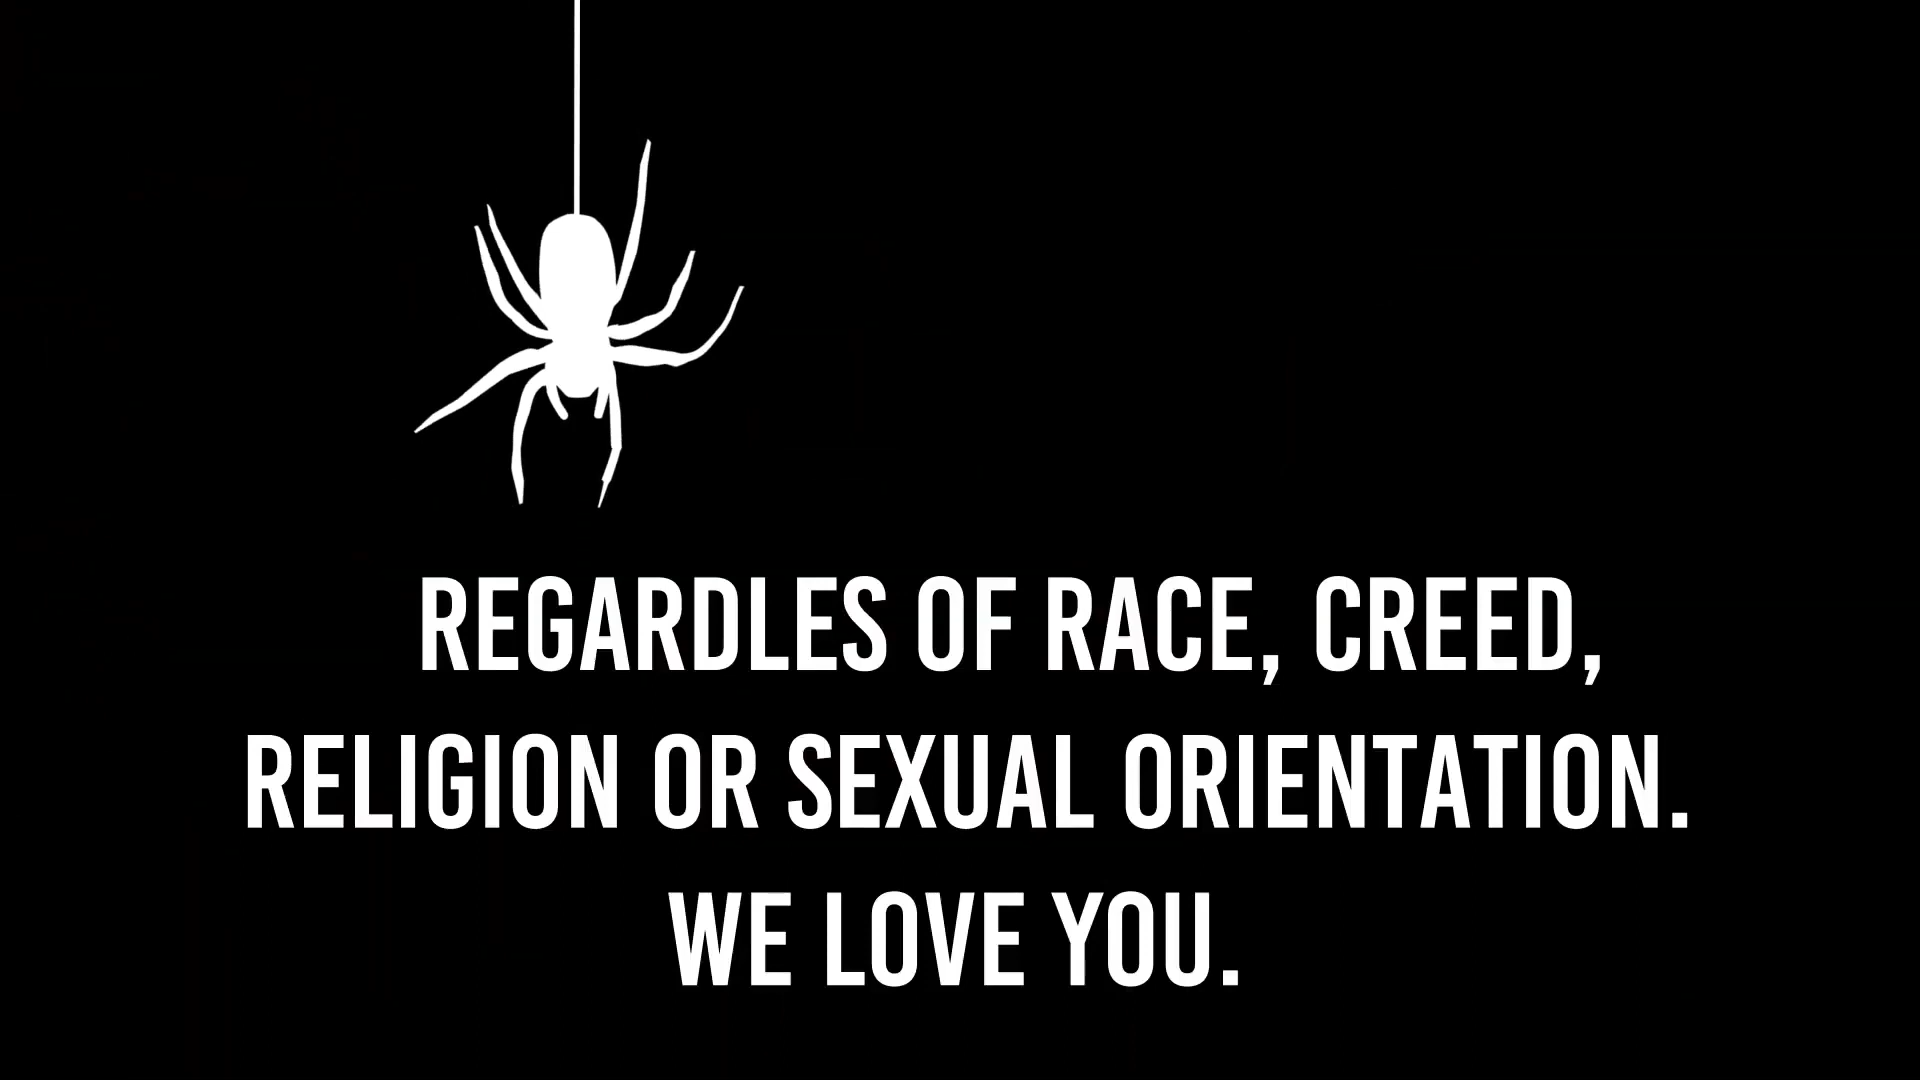 REGARDLES OF RACE, CREED,
RELIGION OR SEXUAL ORIENTATION.
WE LOVE YOU.